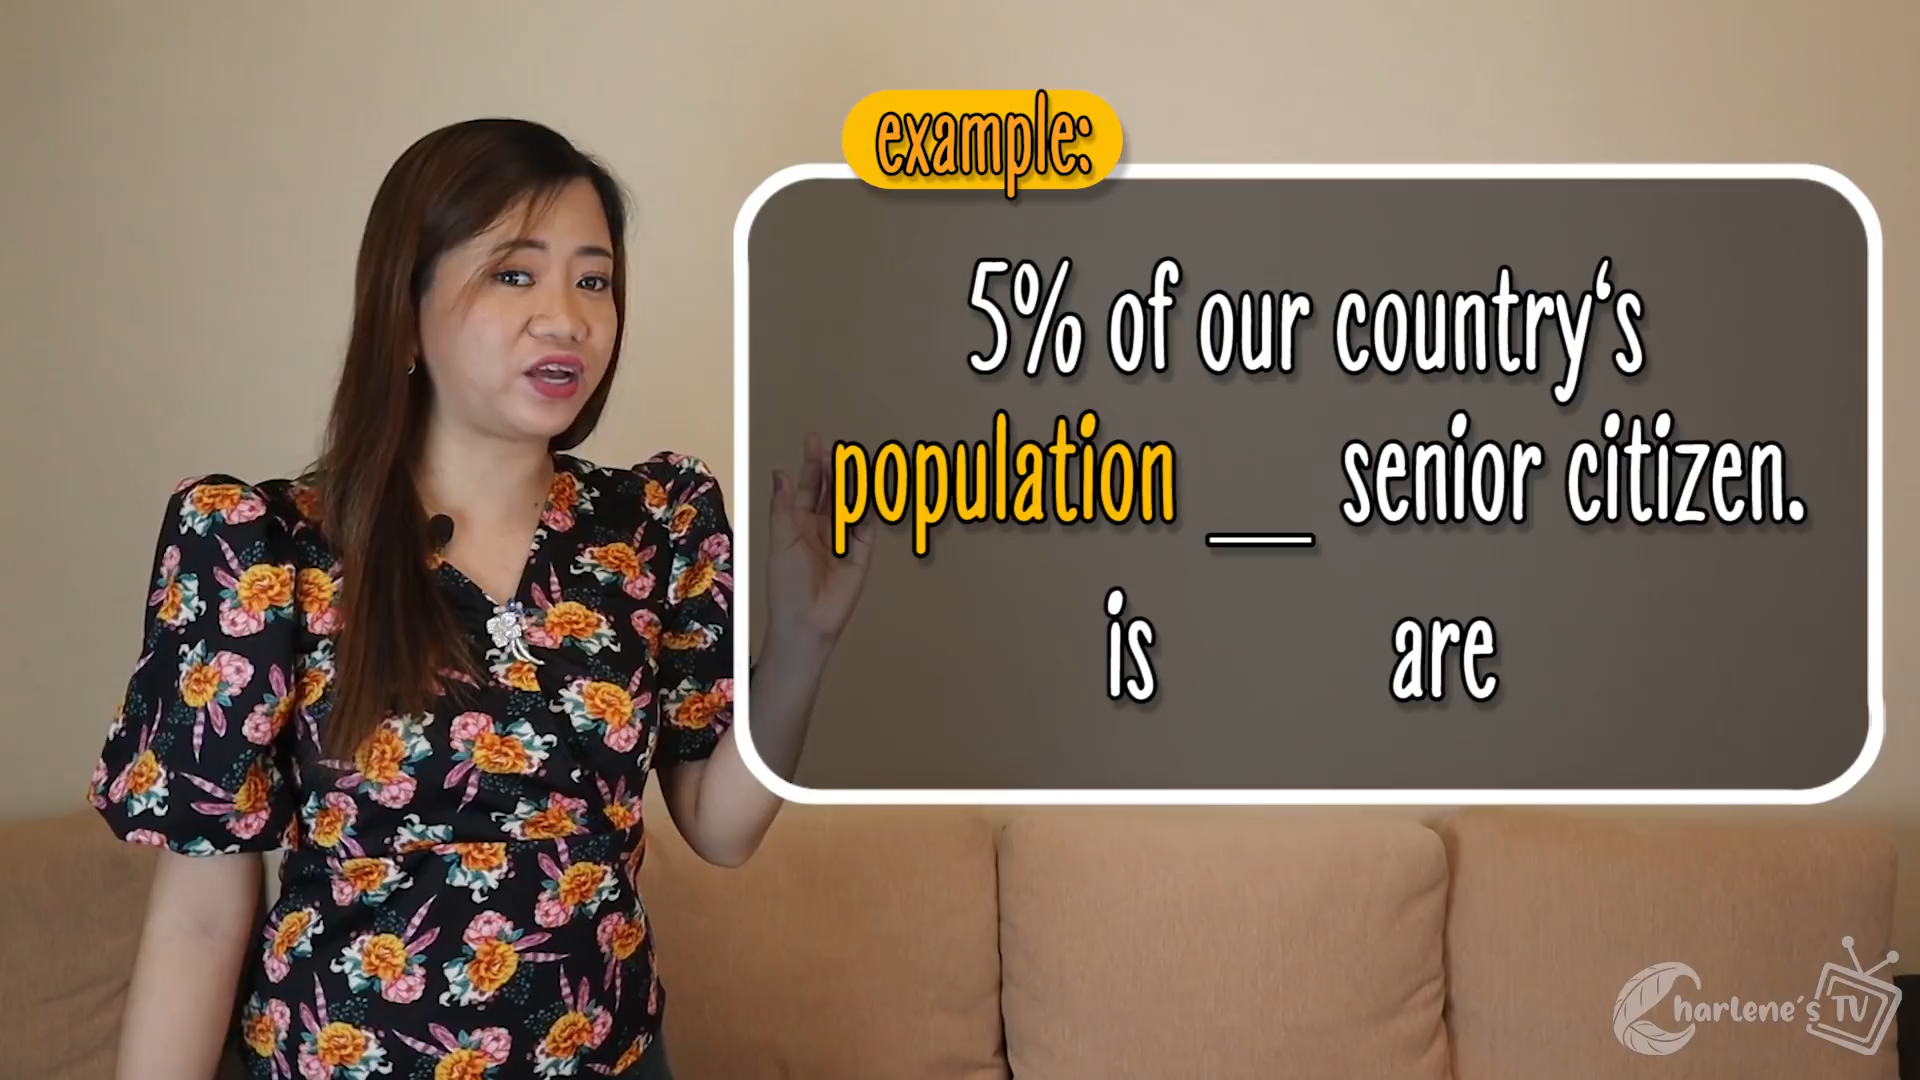 example:
5% of our country‘s
population __ senior citizen.
is are
Charlene's TV